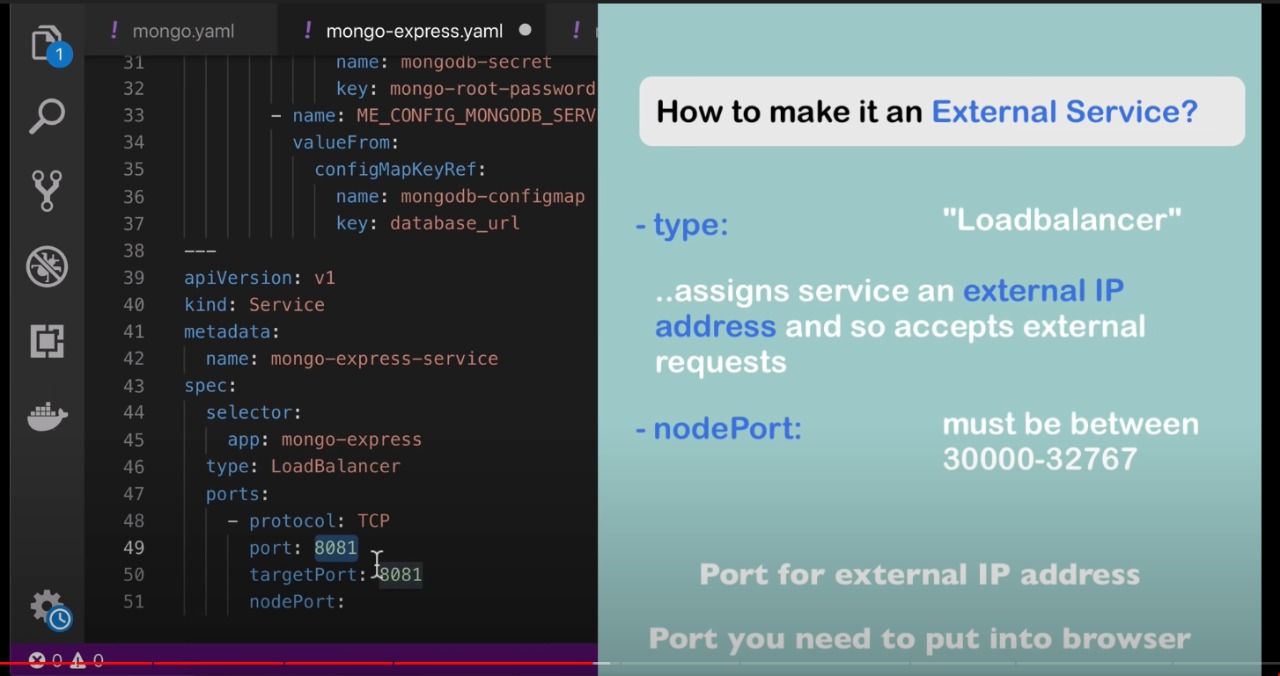 1
! mongo.yaml
! mongo-express.yaml
!
31 name: mongodb-secret
32 key: mongo-root-password
33 - name: ME_CONFIG_MONGODB_SERV
34 valueFrom:
35 configMapKeyRef:
36 name: mongodb-configmap
37 key: database_url
38 ---
39 apiVersion: v1
40 kind: Service
41 metadata:
42 name: mongo-express-service
43 spec:
44 selector:
45 app: mongo-express
46 type: LoadBalancer
47 ports:
48 - protocol: TCP
49 port: 8081
50 targetPort: 8081
51 nodePort:
0 0
How to make it an External Service?
- type: "Loadbalancer"
..assigns service an external IP
address and so accepts external
requests
- nodePort: must be between
30000-32767
Port for external IP address
Port you need to put into browser